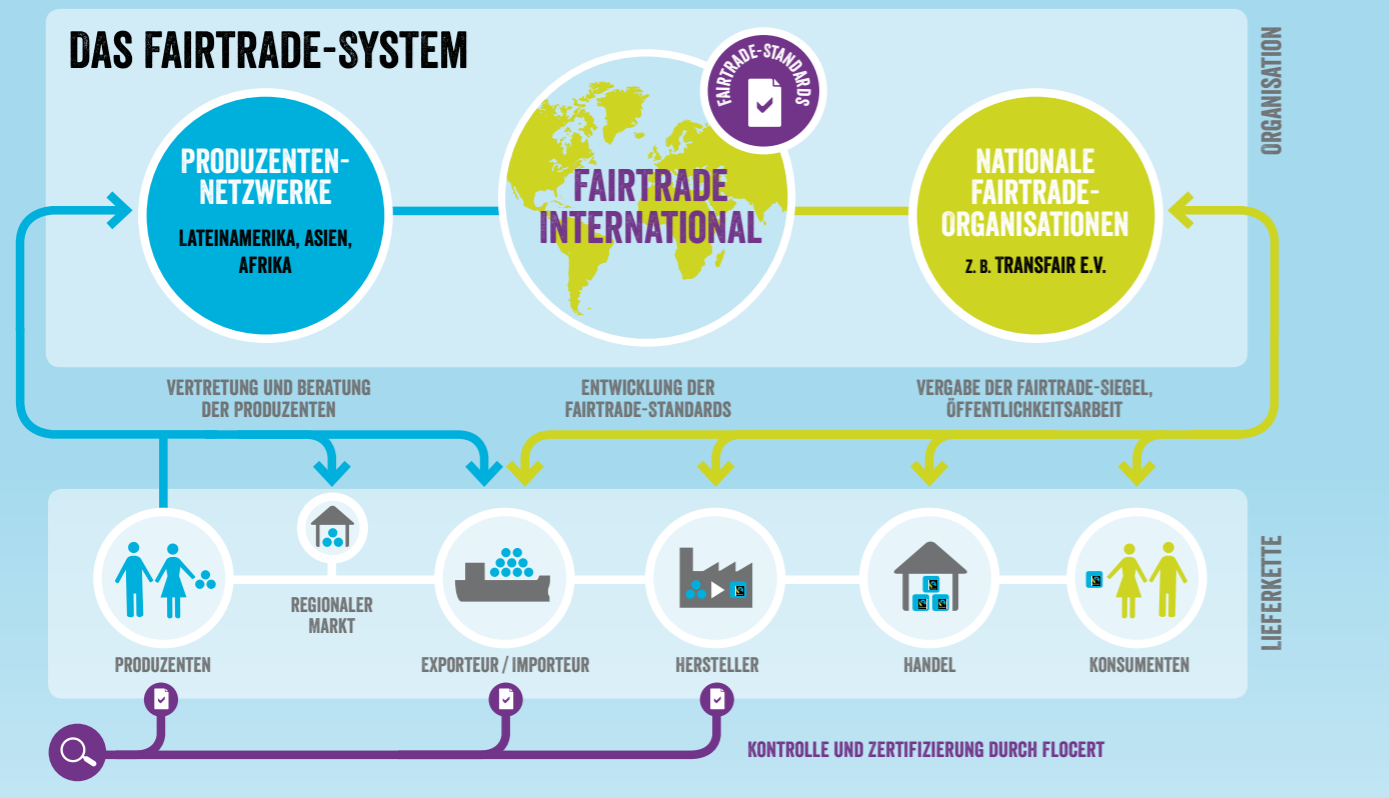 DAS FAIRTRADE-SYSTEM
FAIRTRADE-STANDARDS
ORGANISATION
PRODUZENTEN-
NETZWERKE
LATEINAMERIKA, ASIEN,
AFRIKA
FAIRTRADE
INTERNATIONAL
NATIONALE
FAIRTRADE-
ORGANISATIONEN
Z. B. TRANSFAIR E.V.
VERTRETUNG UND BERATUNG
DER PRODUZENTEN
ENTWICKLUNG DER
FAIRTRADE-STANDARDS
VERGABE DER FAIRTRADE-SIEGEL,
ÖFFENTLICHKEITSARBEIT
LIEFERKETTE
REGIONALER
MARKT
PRODUZENTEN
EXPORTEUR / IMPORTEUR
HERSTELLER
HANDEL
KONSUMENTEN
KONTROLLE UND ZERTIFIZIERUNG DURCH FLOCERT